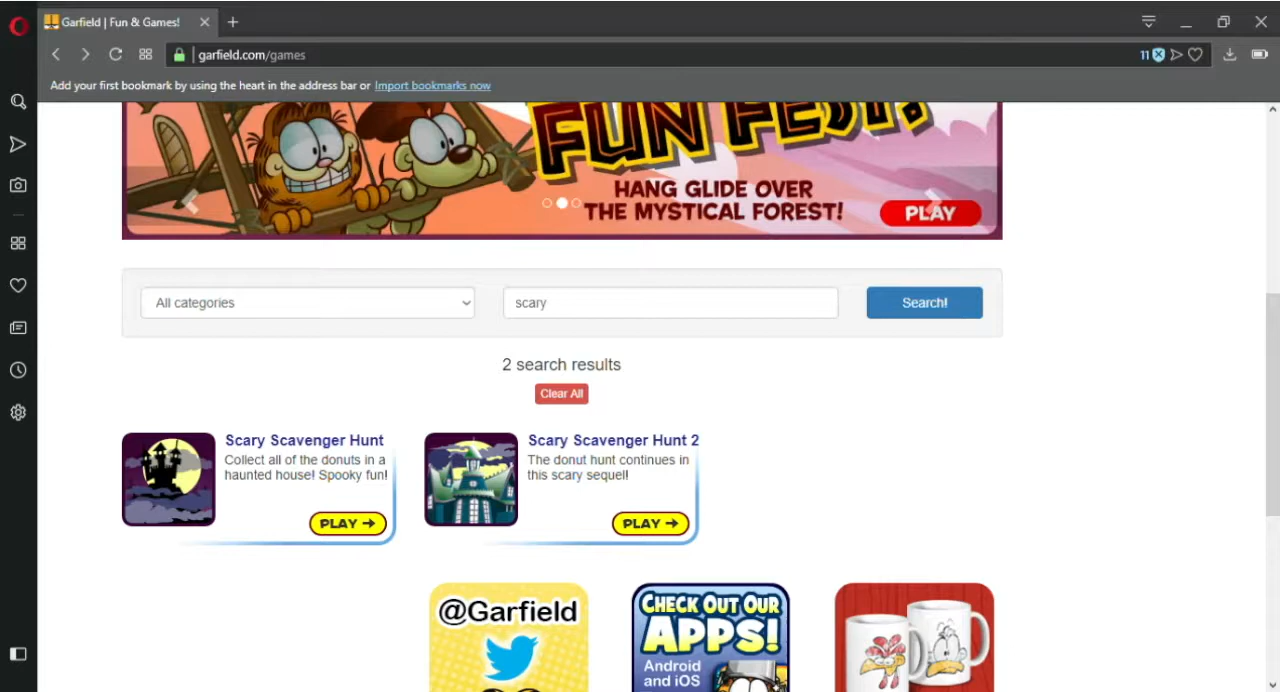 Garfield | Fun & Games!
garfield.com/games
11
Add your first bookmark by using the heart in the address bar or Import bookmarks now
FUN FEST!
HANG GLIDE OVER
THE MYSTICAL FOREST!
PLAY
All categories
scary
Search!
2 search results
Clear All
Scary Scavenger Hunt
Collect all of the donuts in a
haunted house! Spooky fun!
PLAY →
Scary Scavenger Hunt 2
The donut hunt continues in
this scary sequel!
PLAY →
@Garfield
CHECK OUT OUR
APPS!
Android
and iOS